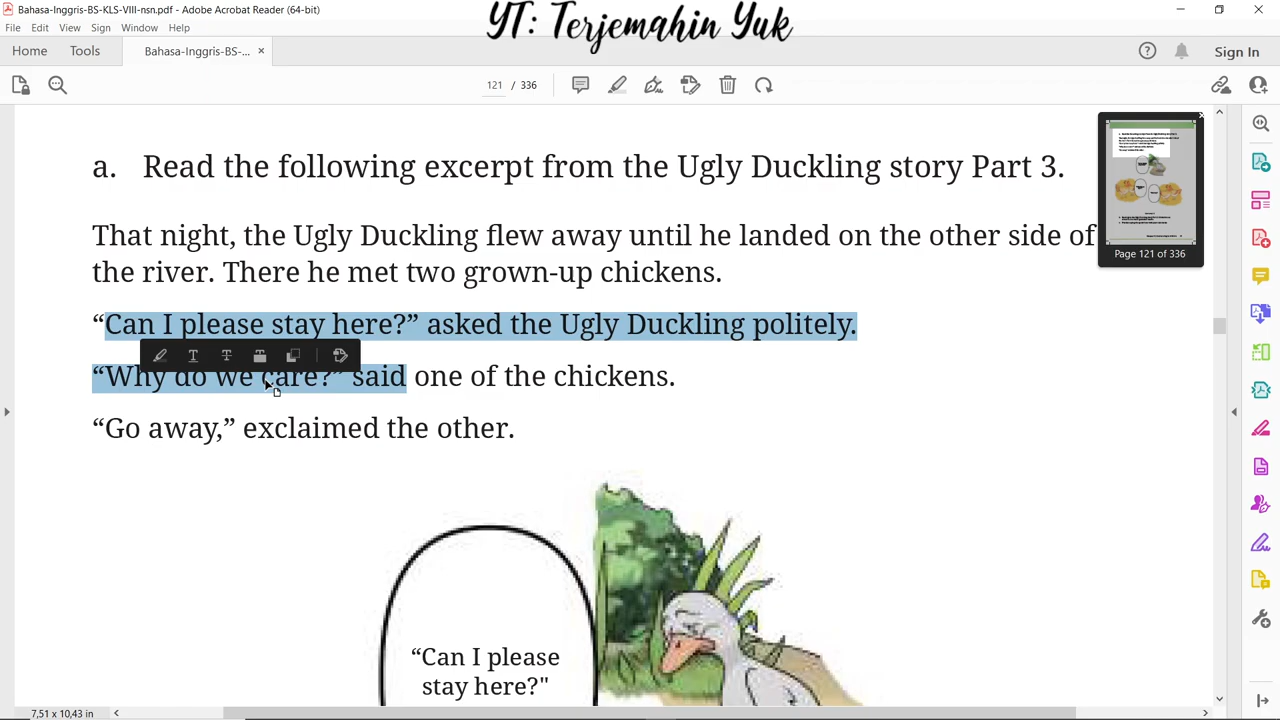 Bahasa-Inggris-BS-KLS-VIII-nsn.pdf - Adobe Acrobat Reader (64-bit)
YT: Terjemahin Yuk
File Edit View Sign Window Help
Home Tools Bahasa-Inggris-BS-... × Sign In
121 / 336
a. Read the following excerpt from the Ugly Duckling story Part 3.
That night, the Ugly Duckling flew away until he landed on the other side of
the river. There he met two grown-up chickens.
“Can I please stay here?” asked the Ugly Duckling politely.
“Why do we care?” said one of the chickens.
“Go away,” exclaimed the other.
Page 121 of 336
“Can I please
stay here?"
7,51 x 10,43 in